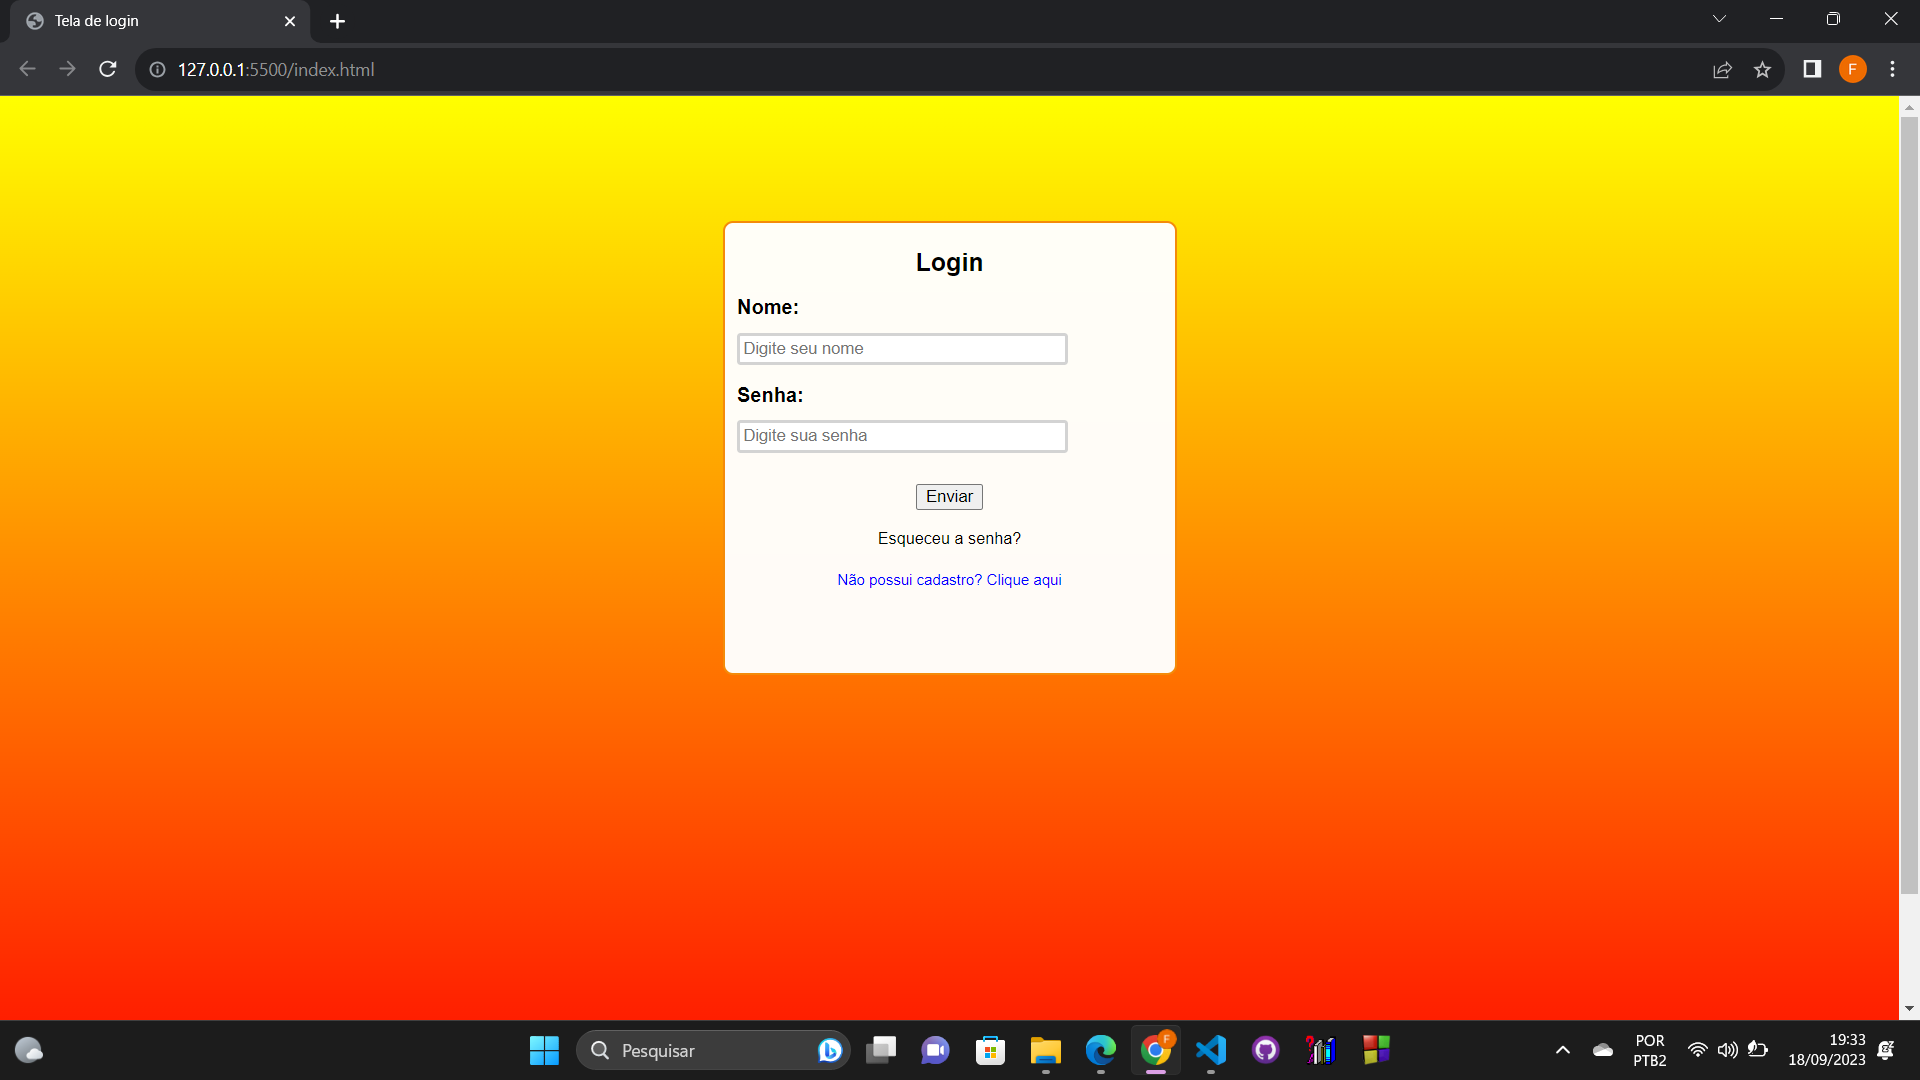 Tela de login
127.0.0.1:5500/index.html
F
Login
Nome:
Digite seu nome
Senha:
Digite sua senha
Enviar
Esqueceu a senha?
Não possui cadastro? Clique aqui
Pesquisar
F
POR
PTB2
19:33
18/09/2023